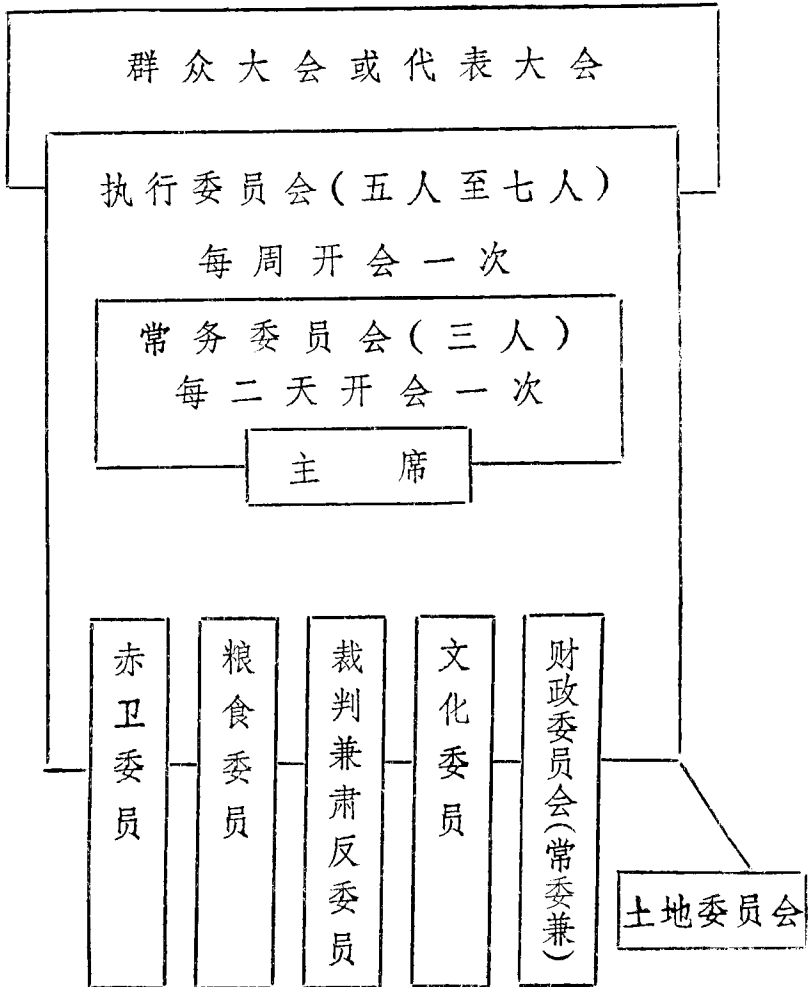 群众大会或代表大会
执行委员会(五人至七人)
每周开会一次
常务委员会(三人)
每二天开会一次
主席
赤卫委员
粮食委员
裁判兼肃反委员
文化委员
财政委员会(常委兼)
土地委员会